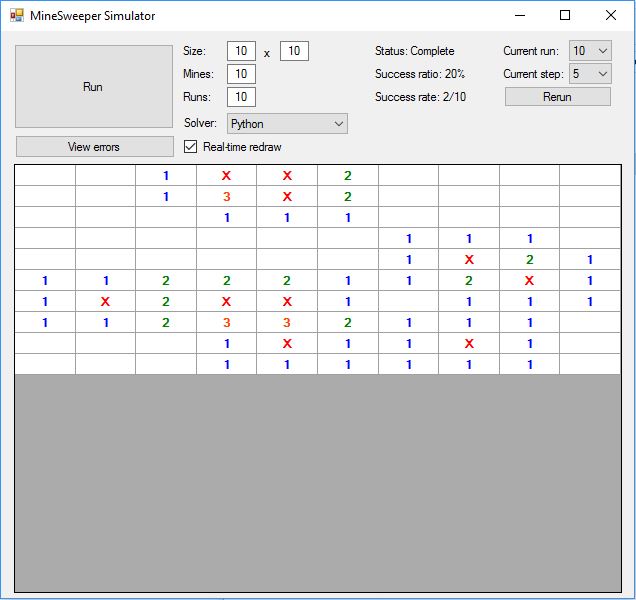 MineSweeper Simulator
Run
View errors
Size: 10 x 10
Mines: 10
Runs: 10
Solver: Python
Real-time redraw
Status: Complete
Success ratio: 20%
Success rate: 2/10
Current run: 10
Current step: 5
Rerun
1 X X 2
1 3 X 2
1 1 1
1 1 1
1 X 2 1
1 1 2 2 2 1 1 2 X 1
1 X 2 X X 1 1 1 1
1 1 2 3 3 2 1 1 1
1 X 1 1 X 1
1 1 1 1 1 1